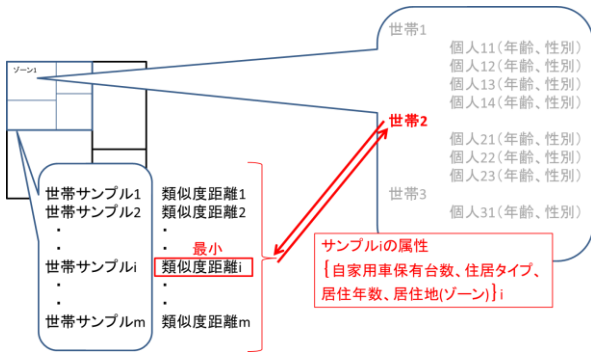 ゾーン1
世帯1
個人11(年齢、性別)
個人12(年齢、性別)
個人13(年齢、性別)
個人14(年齢、性別)
世帯2
個人21(年齢、性別)
個人22(年齢、性別)
個人23(年齢、性別)
世帯3
個人31(年齢、性別)
世帯サンプル1 類似度距離1
世帯サンプル2 類似度距離2
・ ・
・ 最小
世帯サンプルi 類似度距離i
・ ・
・ ・
世帯サンプルm 類似度距離m
サンプルiの属性
{自家用車保有台数、住居タイプ、
居住年数、居住地(ゾーン)}i